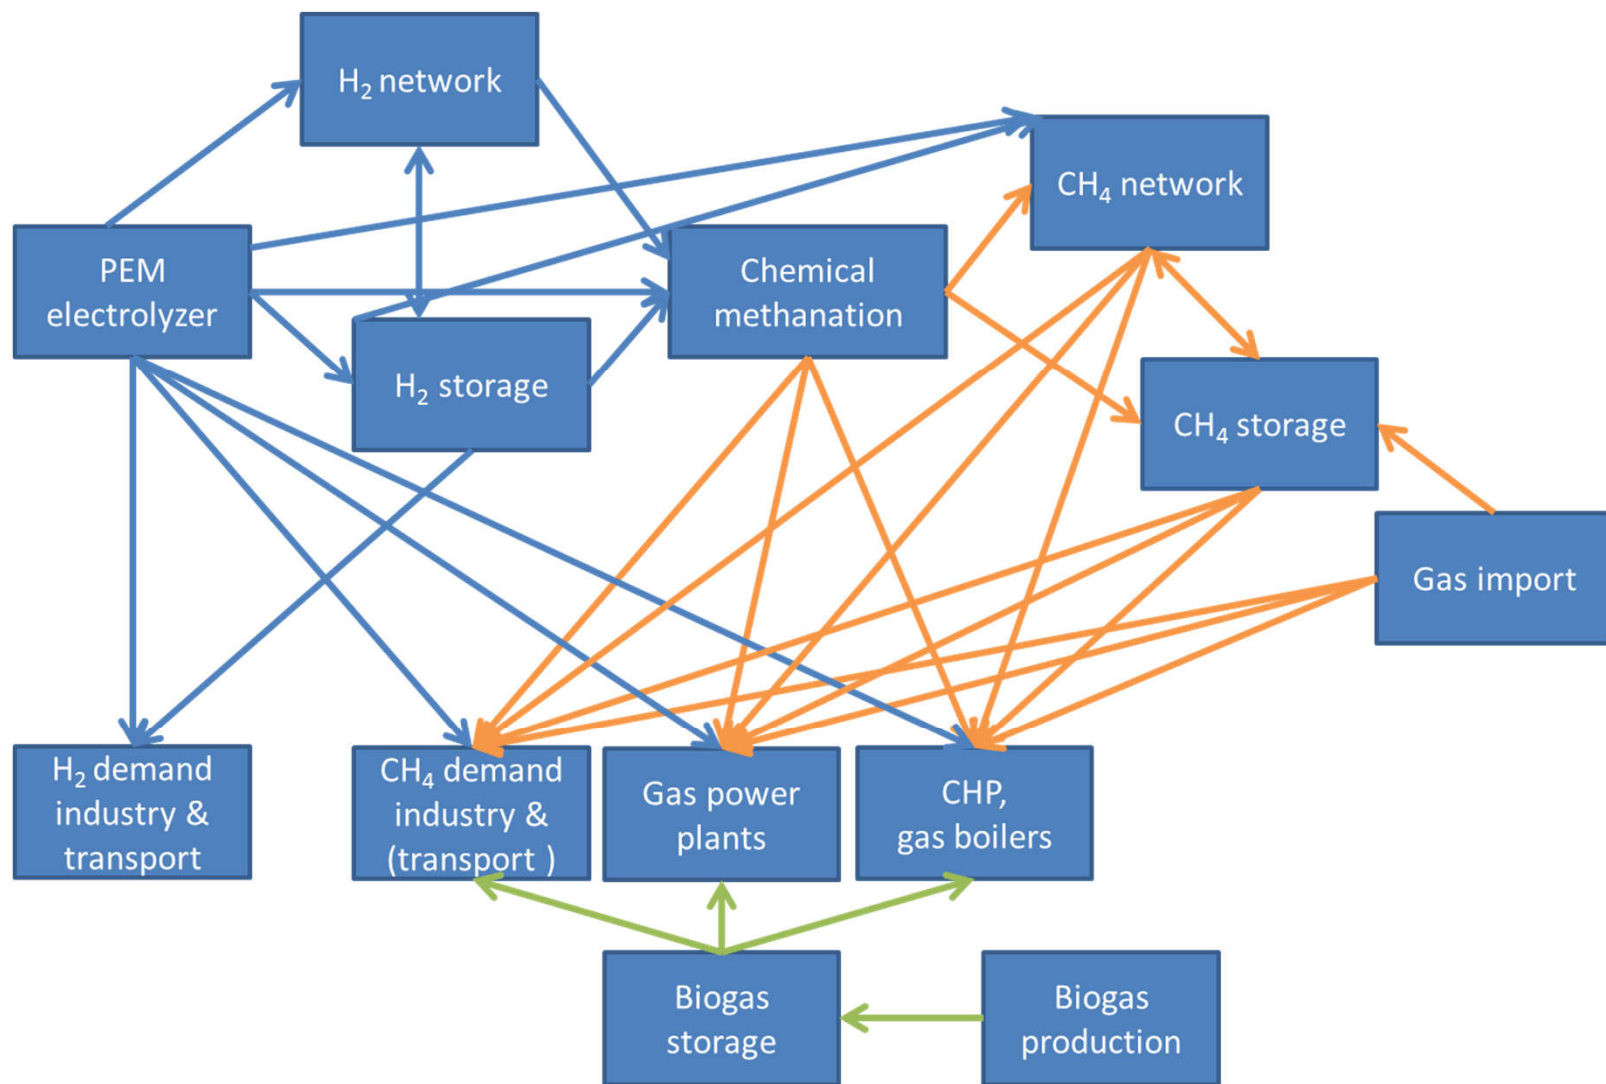 H₂ network
CH₄ network
PEM
electrolyzer
Chemical
methanation
H₂ storage
CH₄ storage
Gas import
H₂ demand
industry &
transport
CH₄ demand
industry &
(transport )
Gas power
plants
CHP,
gas boilers
Biogas
storage
Biogas
production